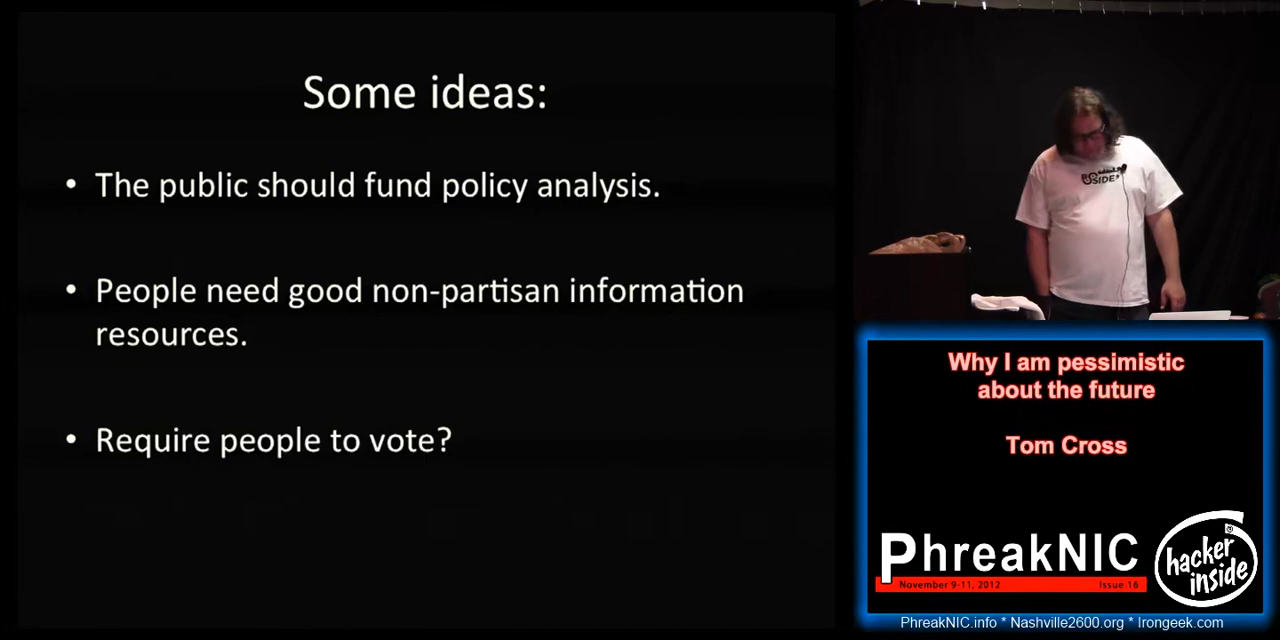 Some ideas:
• The public should fund policy analysis.
• People need good non-partisan information
resources.
• Require people to vote?
SIDE
Why I am pessimistic
about the future
Tom Cross
PhreakNIC
November 9-11, 2012 Issue 16
hacker
inside
PhreakNIC.info * Nashville2600.org * Irongeek.com